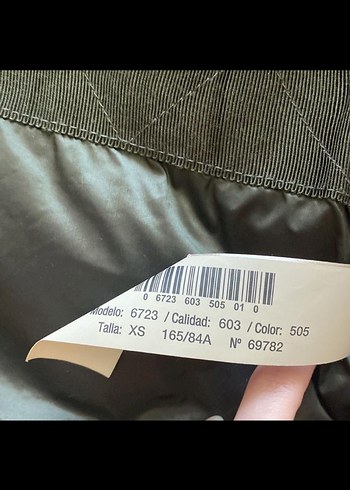 0 6723 603 505 01 0
Modelo: 6723 / Calidad: 603 / Color: 505
Talla: XS 165/84A Nº 69782